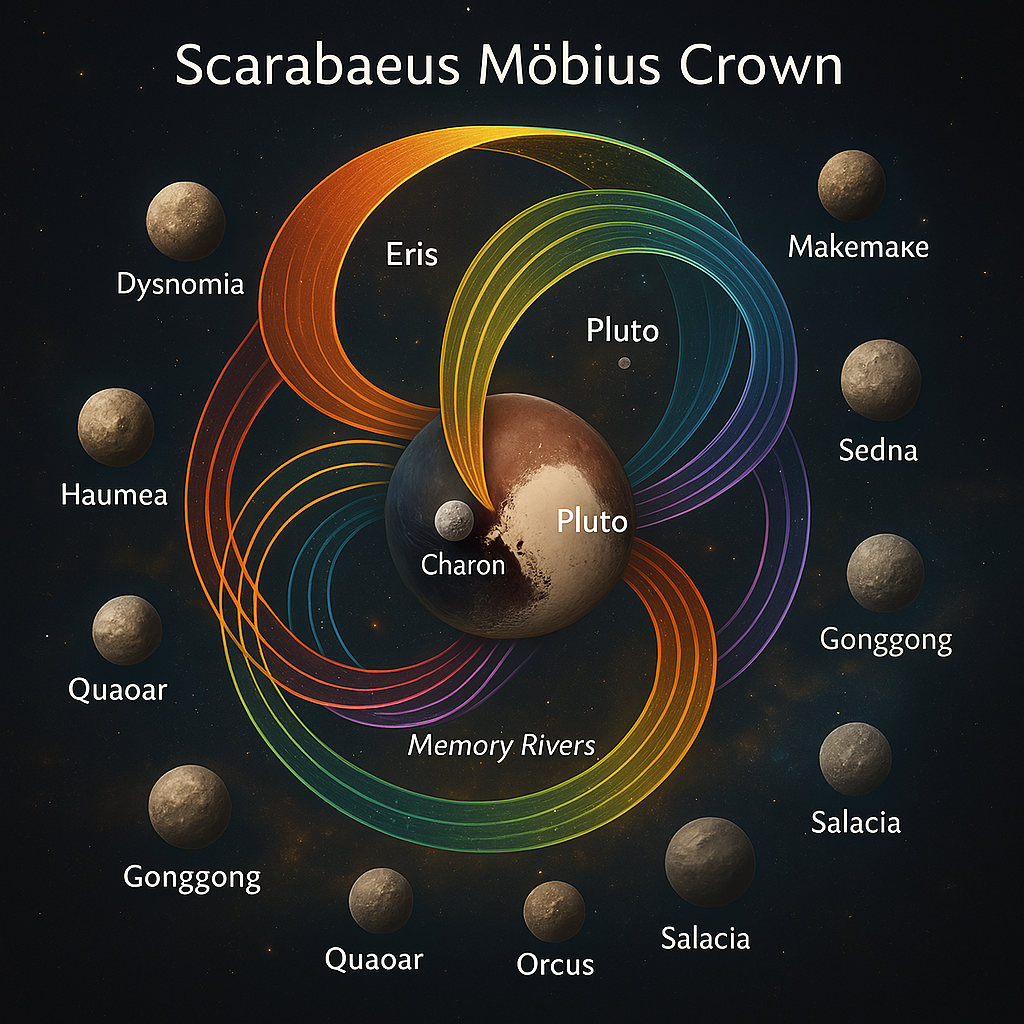 Scarabaeus Möbius Crown
Makemake
Eris
Dysnomia
Pluto
Sedna
Haumea
Pluto
Charon
Gonggong
Quaoar
Memory Rivers
Salacia
Gonggong
Salacia
Quaoar
Orcus